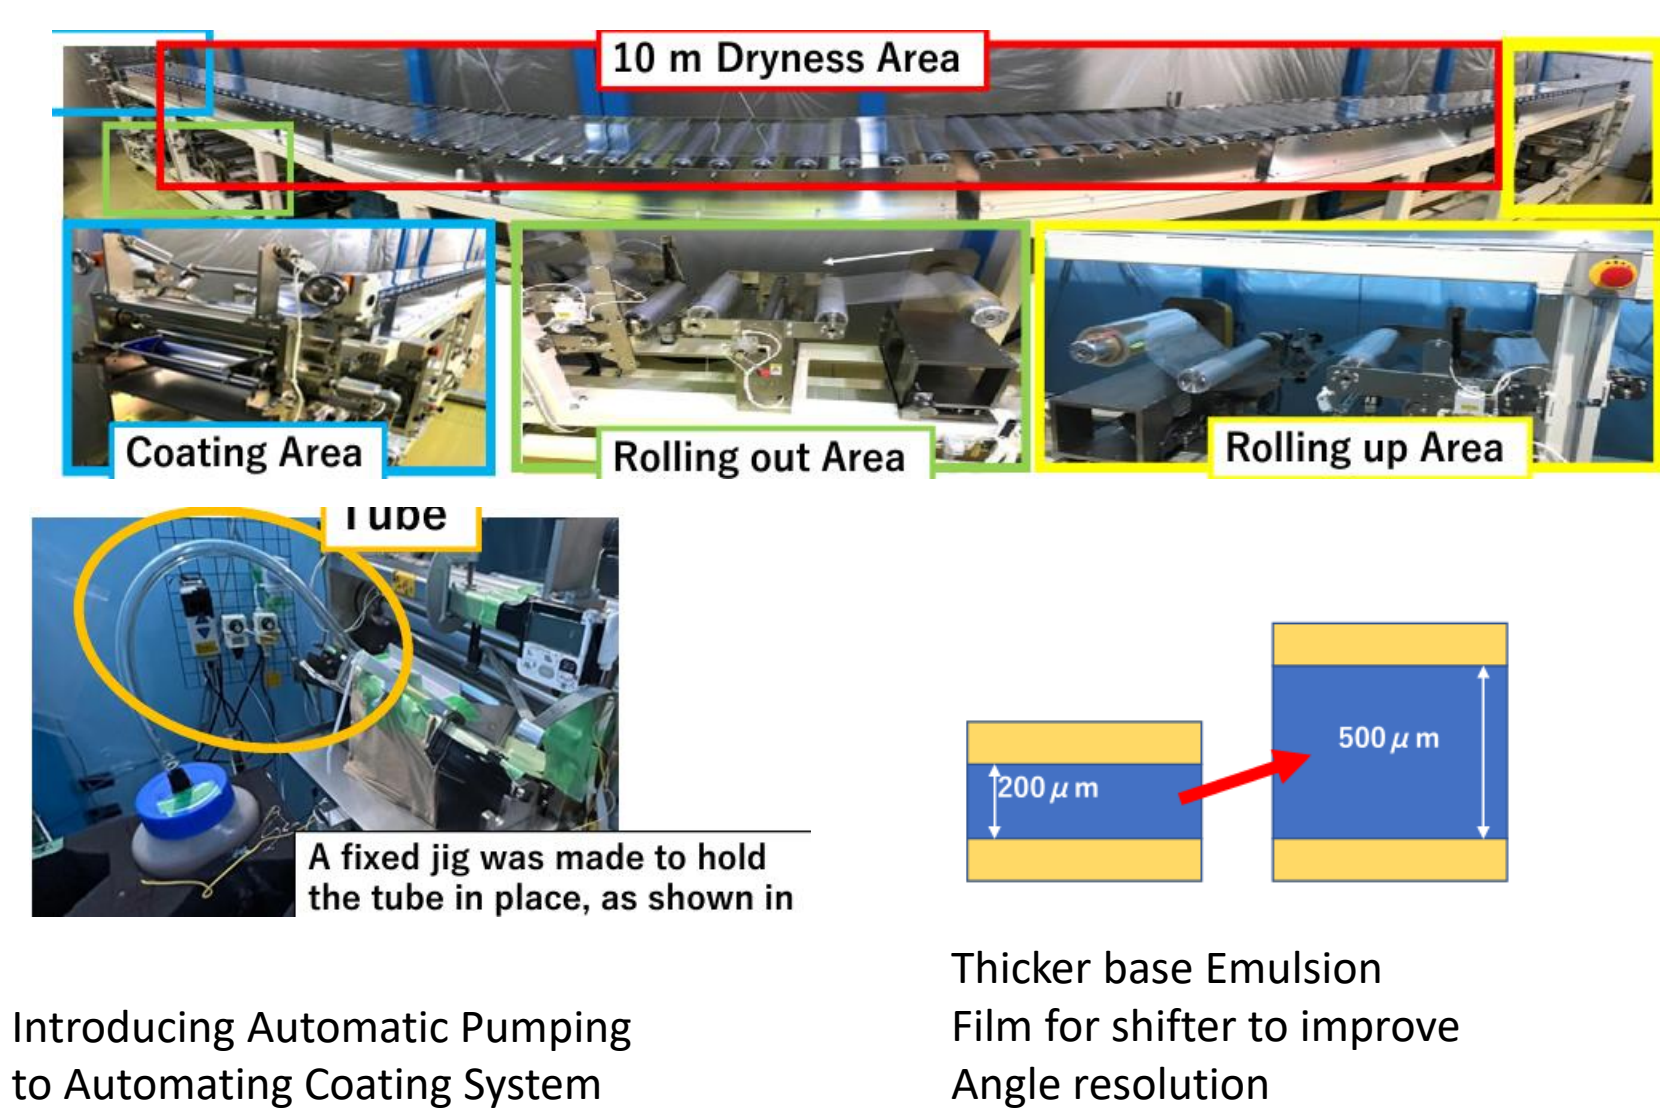 10 m Dryness Area
Coating Area
Rolling out Area
Rolling up Area
Tube
A fixed jig was made to hold
the tube in place, as shown in
200 μ m
500 μ m
Introducing Automatic Pumping
to Automating Coating System
Thicker base Emulsion
Film for shifter to improve
Angle resolution